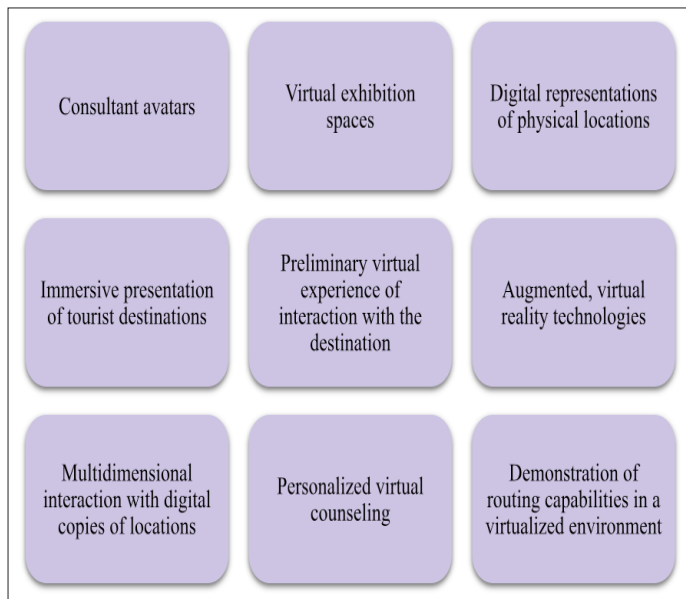 Consultant avatars
Virtual exhibition
spaces
Digital representations
of physical locations
Immersive presentation
of tourist destinations
Preliminary virtual
experience of
interaction with the
destination
Augmented, virtual
reality technologies
Multidimensional
interaction with digital
copies of locations
Personalized virtual
counseling
Demonstration of
routing capabilities in a
virtualized environment